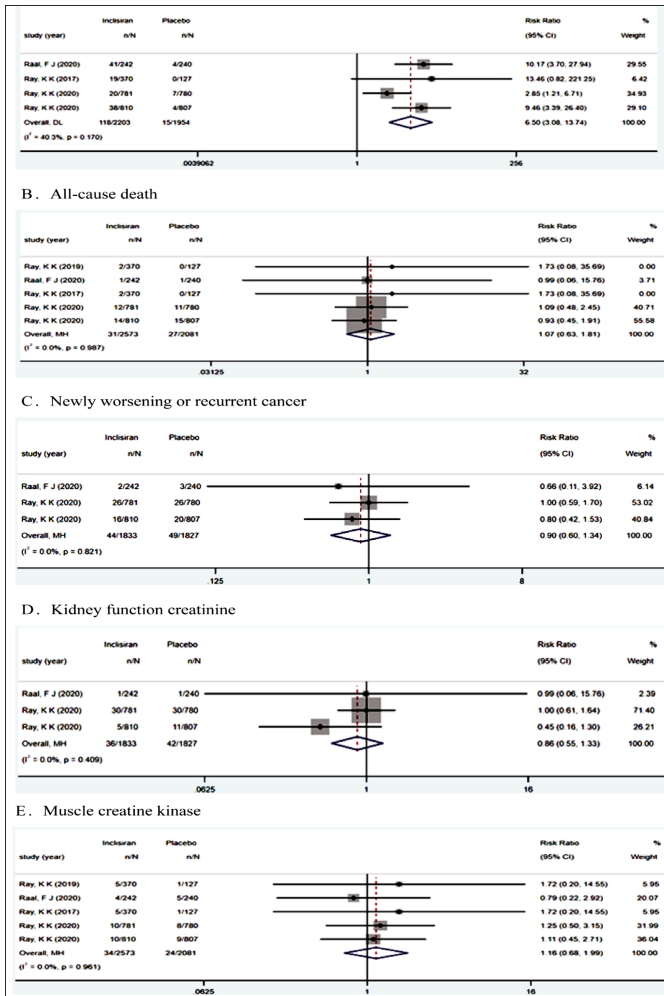 Inclisiran Placebo Risk Ratio %
study (year) n/N n/N (95% CI) Weight
Raal, F J (2020) 41/242 4/240 10.17 (3.70, 27.94) 29.55
Ray, K K (2017) 19/370 0/127 13.46 (0.82, 221.25) 6.42
Ray, K K (2020) 20/781 7/780 2.85 (1.21, 6.71) 34.93
Ray, K K (2020) 38/810 4/807 9.46 (3.39, 26.40) 29.10
Overall, DL 118/2203 15/1954 6.50 (3.08, 13.74) 100.00
(I² = 40.3%, p = 0.170)
.0039062 1 256
B. All-cause death
Inclisiran Placebo Risk Ratio %
study (year) n/N n/N (95% CI) Weight
Ray, K K (2019) 2/370 0/127 1.73 (0.08, 35.69) 0.00
Raal, F J (2020) 1/242 1/240 0.99 (0.06, 15.76) 3.71
Ray, K K (2017) 2/370 0/127 1.73 (0.08, 35.69) 0.00
Ray, K K (2020) 12/781 11/780 1.09 (0.48, 2.45) 40.71
Ray, K K (2020) 14/810 15/807 0.93 (0.45, 1.91) 55.58
Overall, MH 31/2573 27/2081 1.07 (0.63, 1.81) 100.00
(I² = 0.0%, p = 0.987)
.03125 1 32
C. Newly worsening or recurrent cancer
Inclisiran Placebo Risk Ratio %
study (year) n/N n/N (95% CI) Weight
Raal, F J (2020) 2/242 3/240 0.66 (0.11, 3.92) 6.14
Ray, K K (2020) 26/781 26/780 1.00 (0.59, 1.70) 53.02
Ray, K K (2020) 16/810 20/807 0.80 (0.42, 1.53) 40.84
Overall, MH 44/1833 49/1827 0.90 (0.60, 1.34) 100.00
(I² = 0.0%, p = 0.821)
.125 1 8
D. Kidney function creatinine
Inclisiran Placebo Risk Ratio %
study (year) n/N n/N (95% CI) Weight
Raal, F J (2020) 1/242 1/240 0.99 (0.06, 15.76) 2.39
Ray, K K (2020) 30/781 30/780 1.00 (0.61, 1.64) 71.40
Ray, K K (2020) 5/810 11/807 0.45 (0.16, 1.30) 26.21
Overall, MH 36/1833 42/1827 0.86 (0.55, 1.33) 100.00
(I² = 0.0%, p = 0.409)
.0625 1 16
E. Muscle creatine kinase
Inclisiran Placebo Risk Ratio %
study (year) n/N n/N (95% CI) Weight
Ray, K K (2019) 5/370 1/127 1.72 (0.20, 14.55) 5.95
Raal, F J (2020) 4/242 5/240 0.79 (0.22, 2.92) 20.07
Ray, K K (2017) 5/370 1/127 1.72 (0.20, 14.55) 5.95
Ray, K K (2020) 10/781 8/780 1.25 (0.50, 3.15) 31.99
Ray, K K (2020) 10/810 9/807 1.11 (0.45, 2.71) 36.04
Overall, MH 34/2573 24/2081 1.16 (0.68, 1.99) 100.00
(I² = 0.0%, p = 0.961)
.0625 1 16